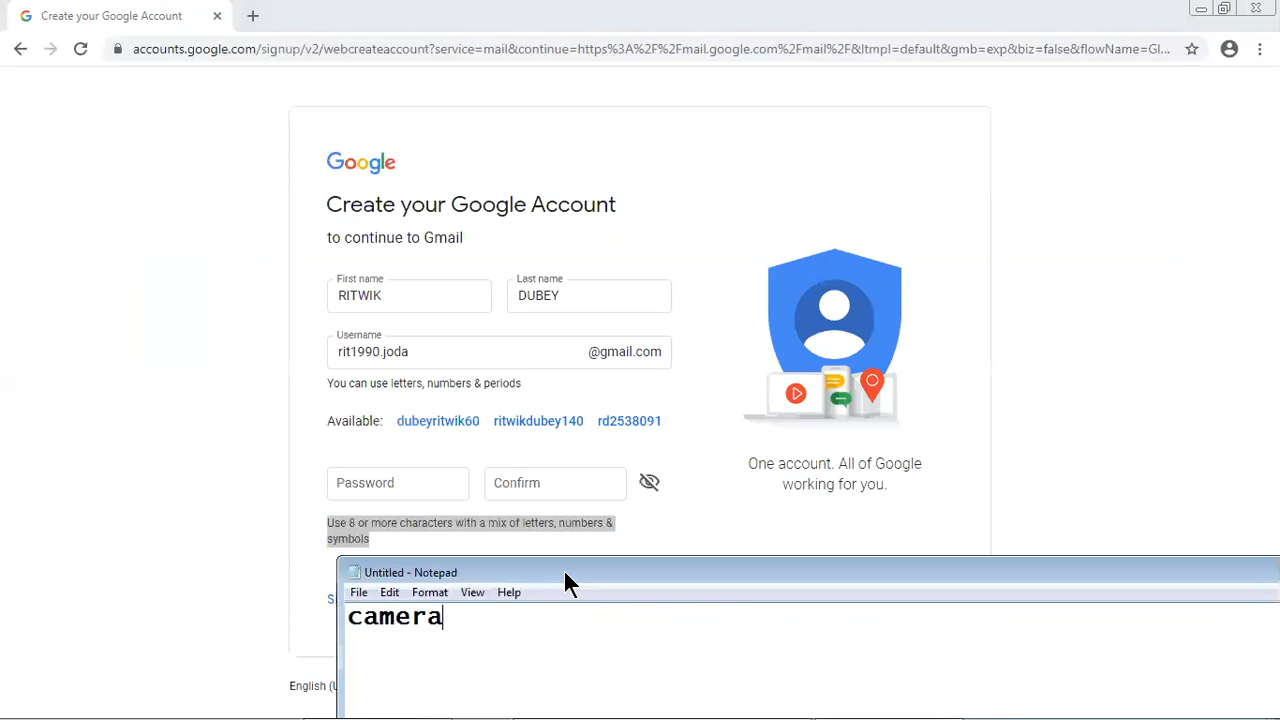 Create your Google Account
accounts.google.com/signup/v2/webcreateaccount?service=mail&continue=https%3A%2F%2Fmail.google.com%2Fmail%2F&ltmpl=default&gmb=exp&biz=false&flowName=Gl...
Google
Create your Google Account
to continue to Gmail
First name
Last name
RITWIK
DUBEY
Username
rit1990.joda @gmail.com
You can use letters, numbers & periods
Available: dubeyritwik60 ritwikdubey140 rd2538091
One account. All of Google
working for you.
Password
Confirm
Use 8 or more characters with a mix of letters, numbers &
symbols
Untitled - Notepad
File Edit Format View Help
camera
English (